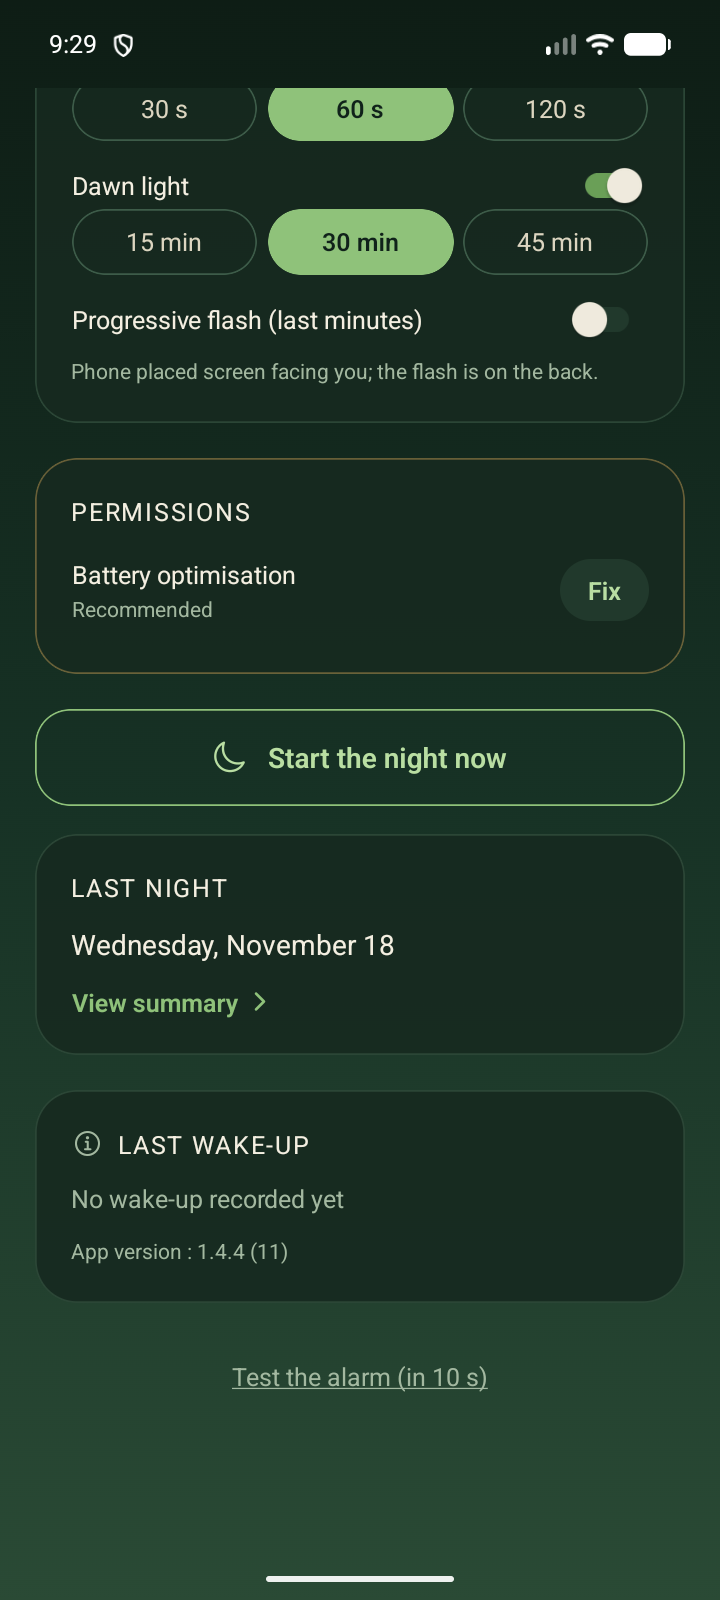 9:29
30 s
60 s
120 s
Dawn light
15 min
30 min
45 min
Progressive flash (last minutes)
Phone placed screen facing you; the flash is on the back.
PERMISSIONS
Battery optimisation
Recommended
Fix
Start the night now
LAST NIGHT
Wednesday, November 18
View summary
LAST WAKE-UP
No wake-up recorded yet
App version : 1.4.4 (11)
Test the alarm (in 10 s)